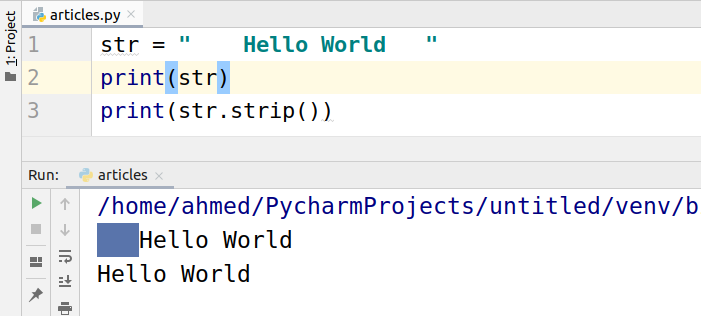 articles.py
1: Project
1 str = "    Hello World   "
2 print(str)
3 print(str.strip())
Run: articles
/home/ahmed/PycharmProjects/untitled/venv/b
   Hello World
Hello World